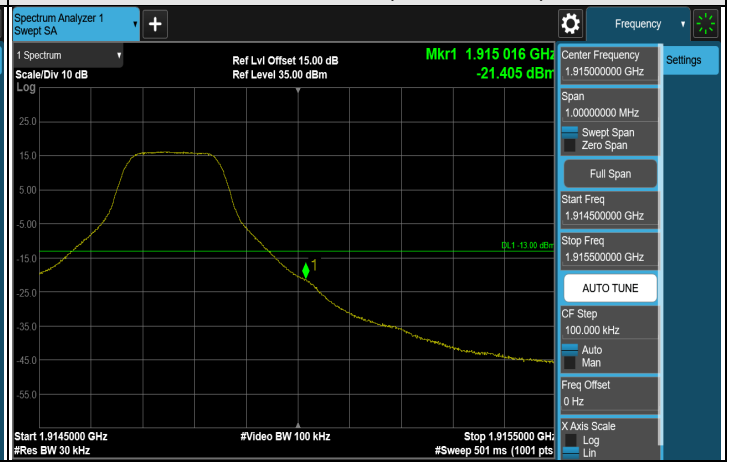 Spectrum Analyzer 1
Swept SA
+
Frequency
1 Spectrum
Scale/Div 10 dB
Log
Ref Lvl Offset 15.00 dB
Ref Level 35.00 dBm
Mkr1 1.915 016 GHz
-21.405 dBm
25.0
15.0
5.00
-5.00
-15.0
-25.0
-35.0
-45.0
-55.0
DL1 -13.00 dBm
1
Start 1.9145000 GHz
#Res BW 30 kHz
#Video BW 100 kHz
Stop 1.9155000 GHz
#Sweep 501 ms (1001 pts
Center Frequency
1.915000000 GHz
Settings
Span
1.00000000 MHz
Swept Span
Zero Span
Full Span
Start Freq
1.914500000 GHz
Stop Freq
1.915500000 GHz
AUTO TUNE
CF Step
100.000 kHz
Auto
Man
Freq Offset
0 Hz
X Axis Scale
Log
Lin